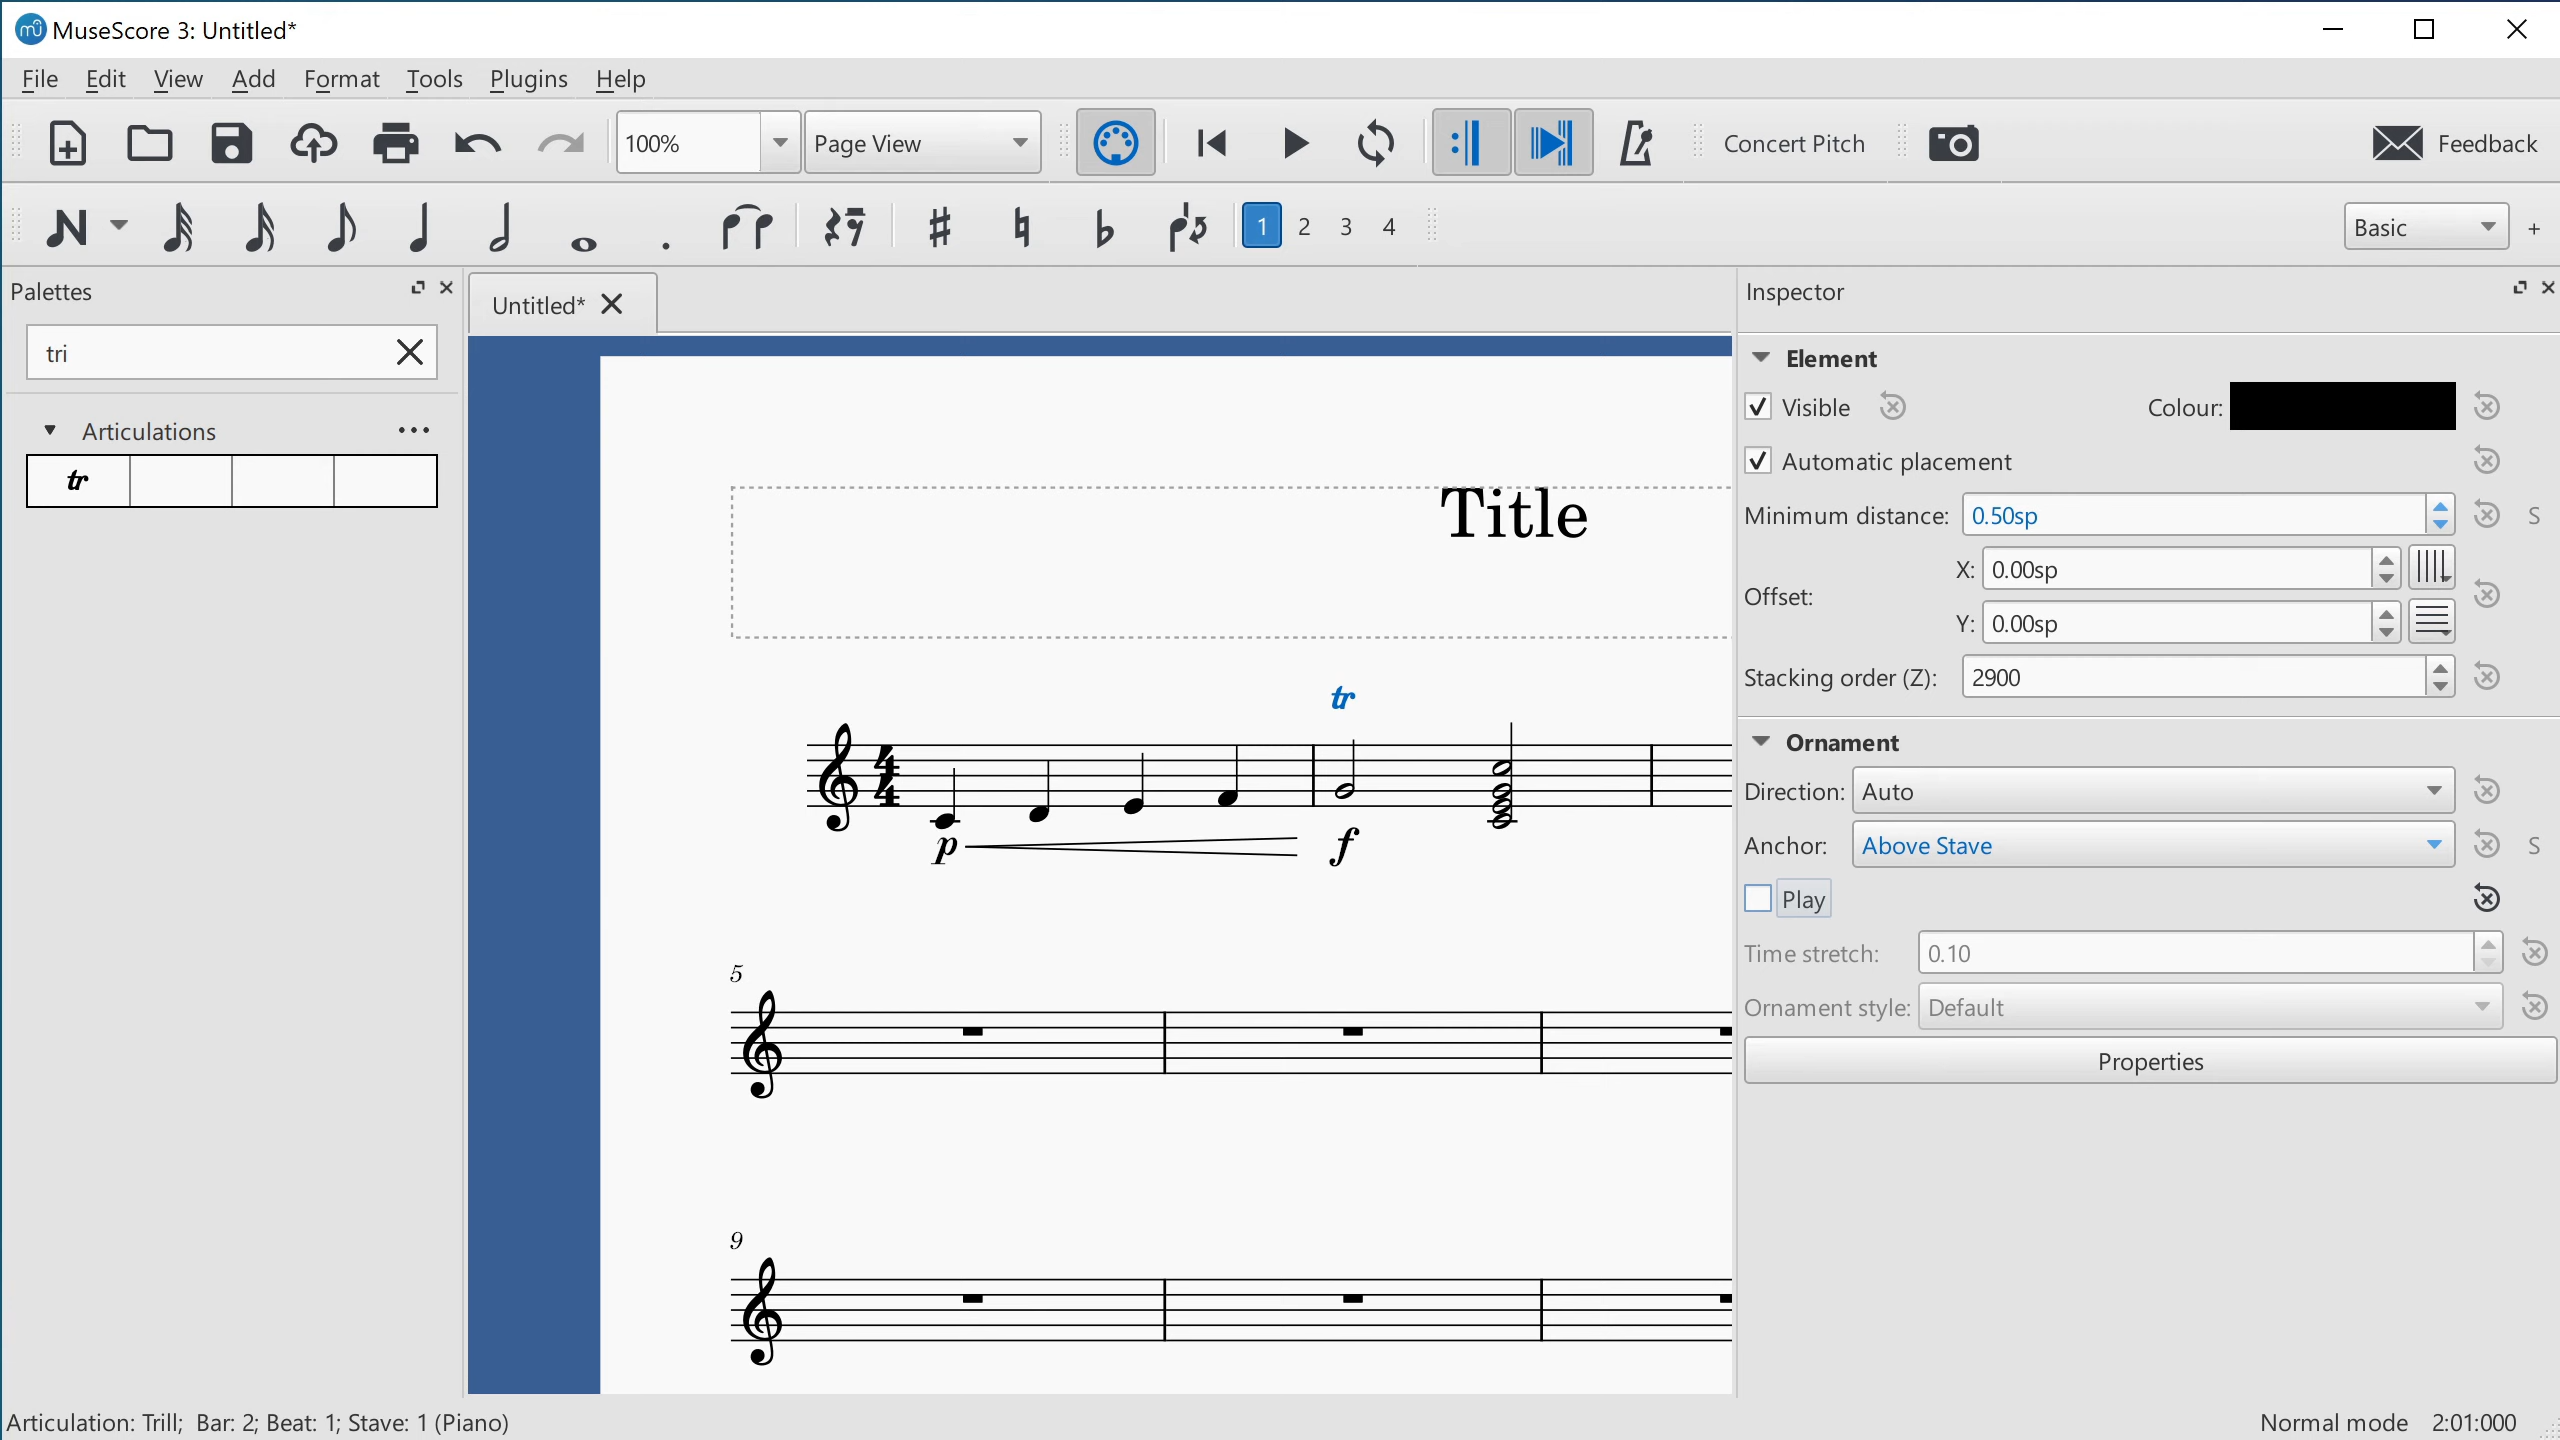 MuseScore 3: Untitled*
File Edit View Add Format Tools Plugins Help
100% Page View Concert Pitch Feedback
1 2 3 4 Basic +
Palettes
tri
Articulations
tr
Untitled*
Title
tr
4
4
p f
5
9
Inspector
Element
Visible Colour:
Automatic placement
Minimum distance: 0.50sp S
X: 0.00sp
Offset:
Y: 0.00sp
Stacking order (Z): 2900
Ornament
Direction: Auto
Anchor: Above Stave S
Play
Time stretch: 0.10
Ornament style: Default
Properties
Articulation: Trill; Bar: 2; Beat: 1; Stave: 1 (Piano) Normal mode 2:01:000